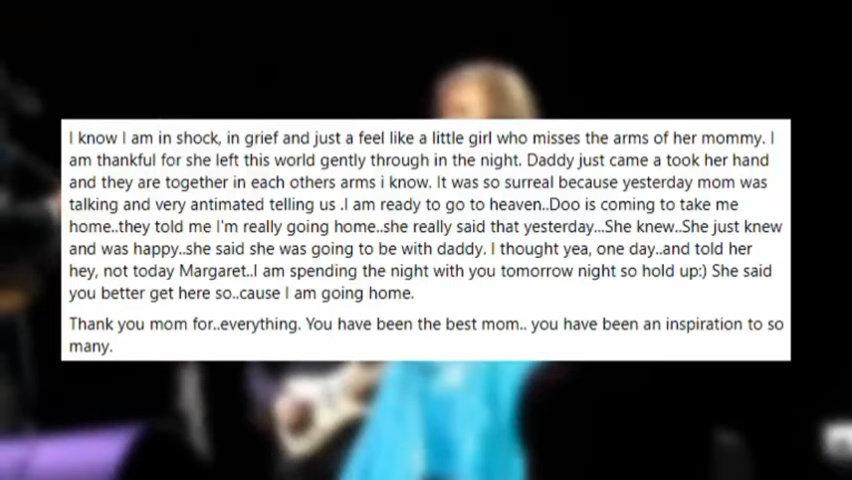 I know I am in shock, in grief and just a feel like a little girl who misses the arms of her mommy. I
am thankful for she left this world gently through in the night. Daddy just came a took her hand
and they are together in each others arms i know. It was so surreal because yesterday mom was
talking and very antimated telling us .I am ready to go to heaven..Doo is coming to take me
home..they told me I'm really going home..she really said that yesterday...She knew..She just knew
and was happy..she said she was going to be with daddy. I thought yea, one day..and told her
hey, not today Margaret..I am spending the night with you tomorrow night so hold up:) She said
you better get here so..cause I am going home.
Thank you mom for..everything. You have been the best mom.. you have been an inspiration to so
many.